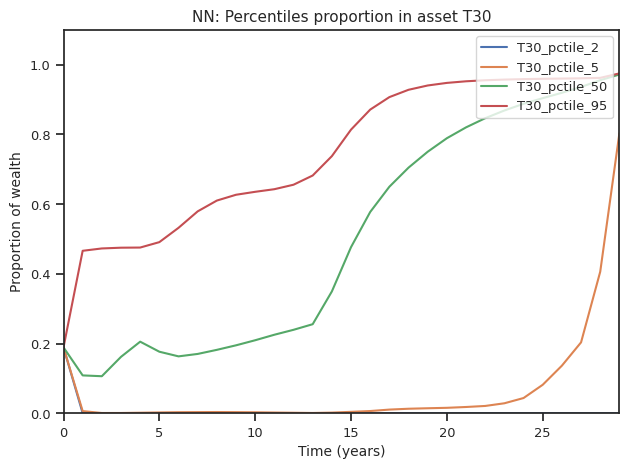 NN: Percentiles proportion in asset T30
T30_pctile_2
T30_pctile_5
T30_pctile_50
T30_pctile_95
Proportion of wealth
1.0
0.8
0.6
0.4
0.2
0.0
0 5 10 15 20 25
Time (years)